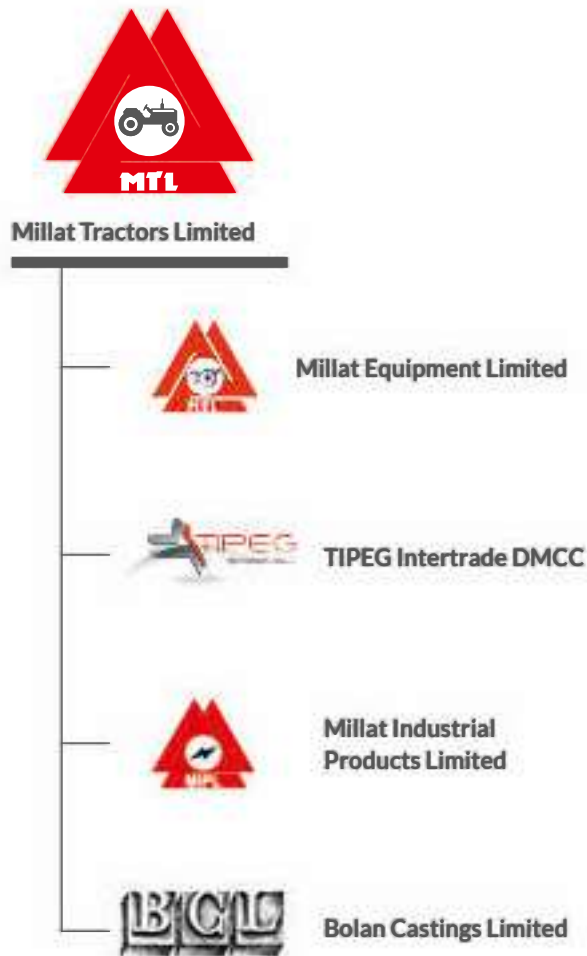 MTL
Millat Tractors Limited
Millat Equipment Limited
TIPEG
TIPEG Intertrade DMCC
Millat Industrial
Products Limited
MIPL
BCL
Bolan Castings Limited